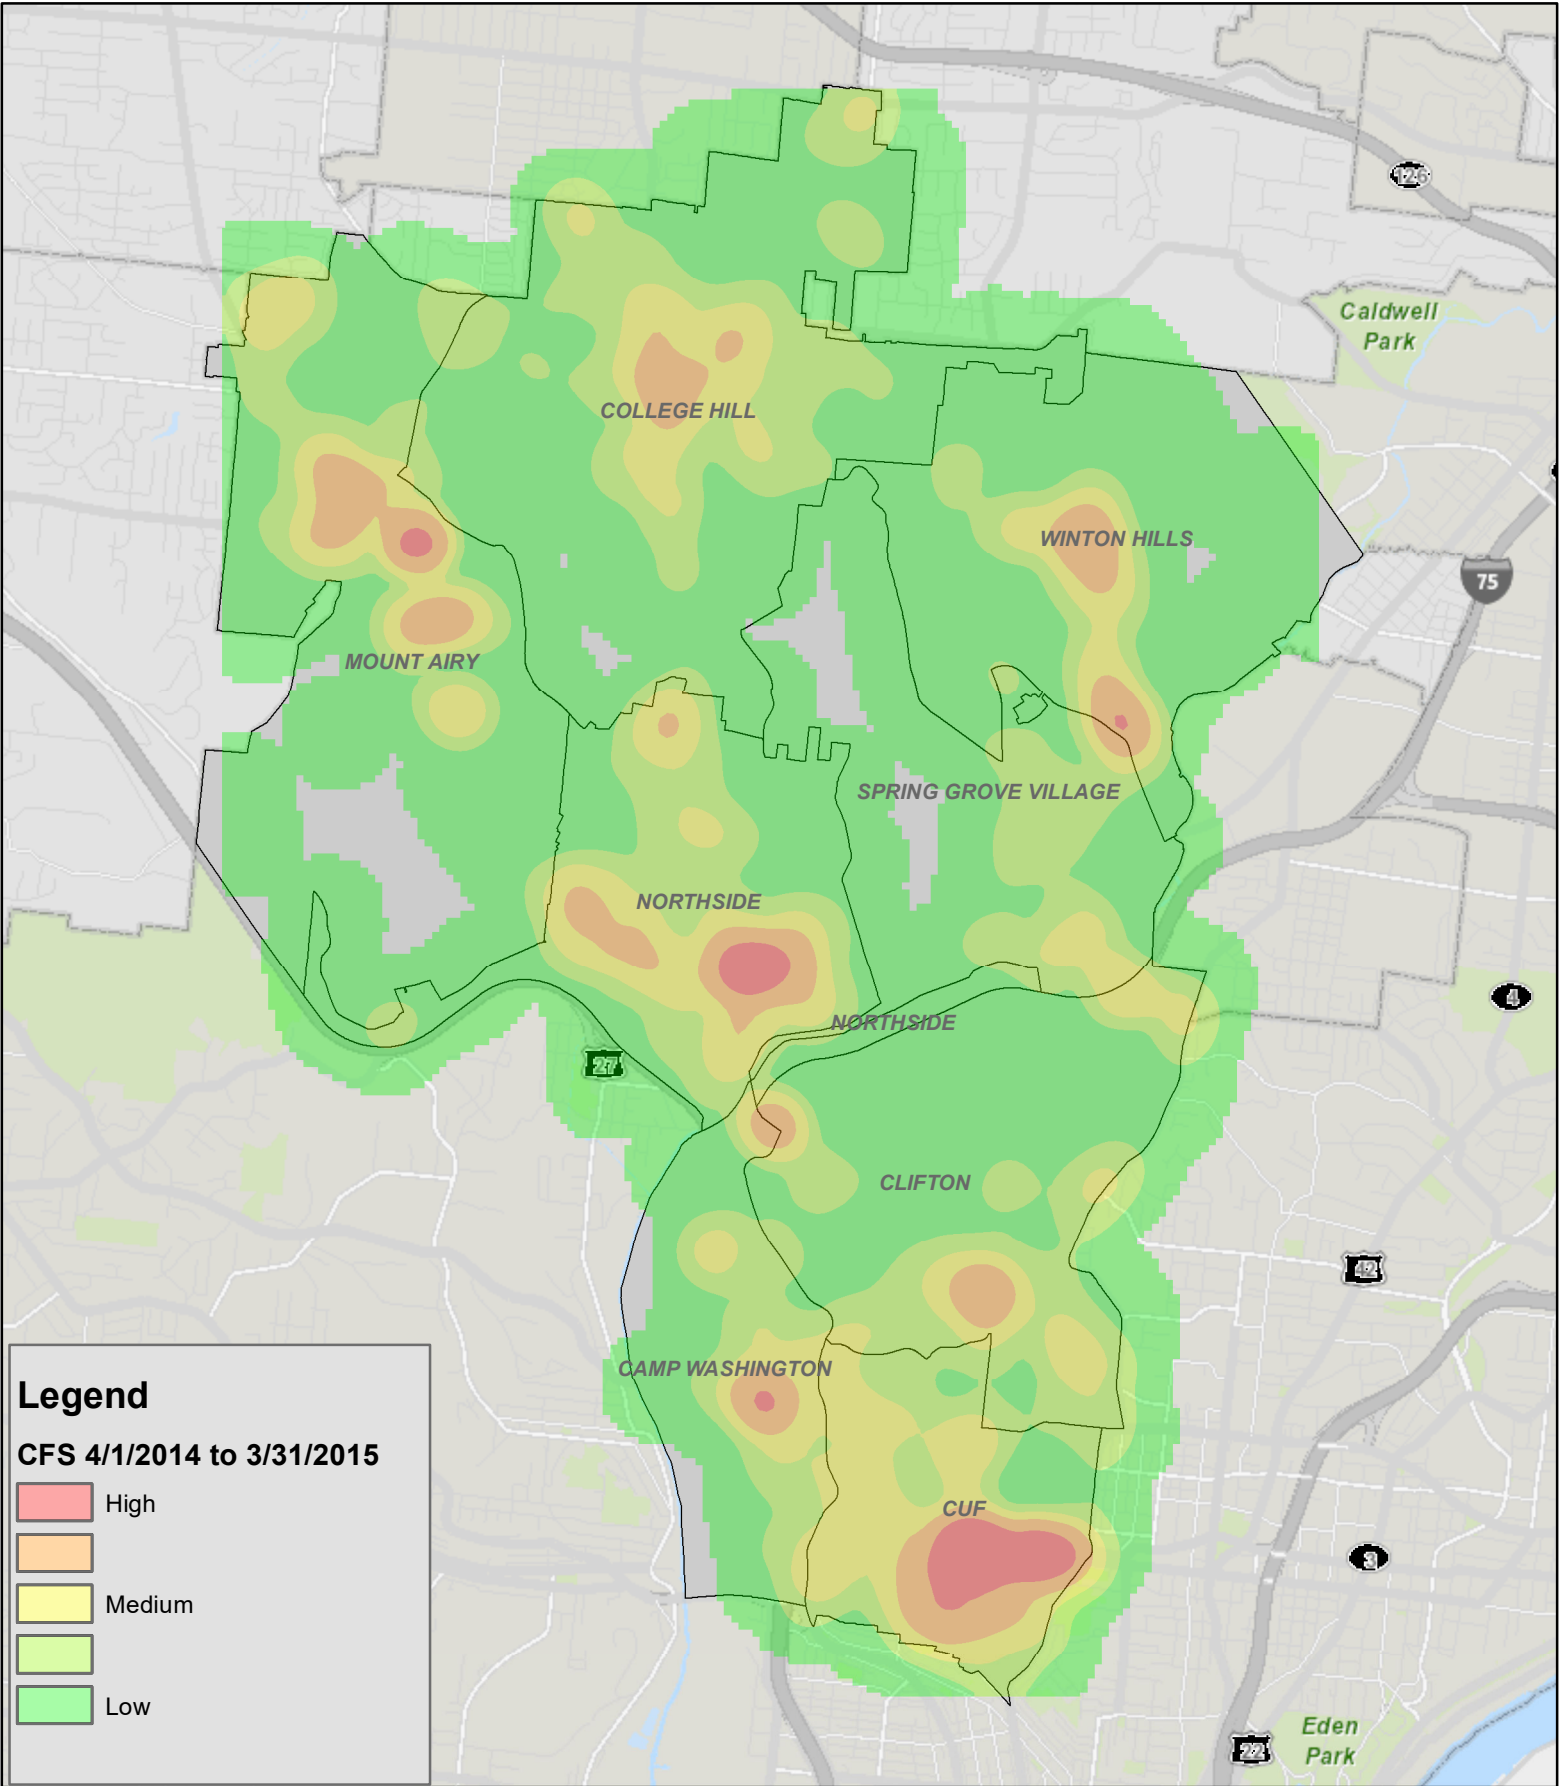 126
Caldwell
Park
COLLEGE HILL
WINTON HILLS
75
MOUNT AIRY
SPRING GROVE VILLAGE
NORTHSIDE
4
NORTHSIDE
27
CLIFTON
42
CAMP WASHINGTON
Legend
CFS 4/1/2014 to 3/31/2015
High
CUF
3
Medium
Low
Eden
Park
22